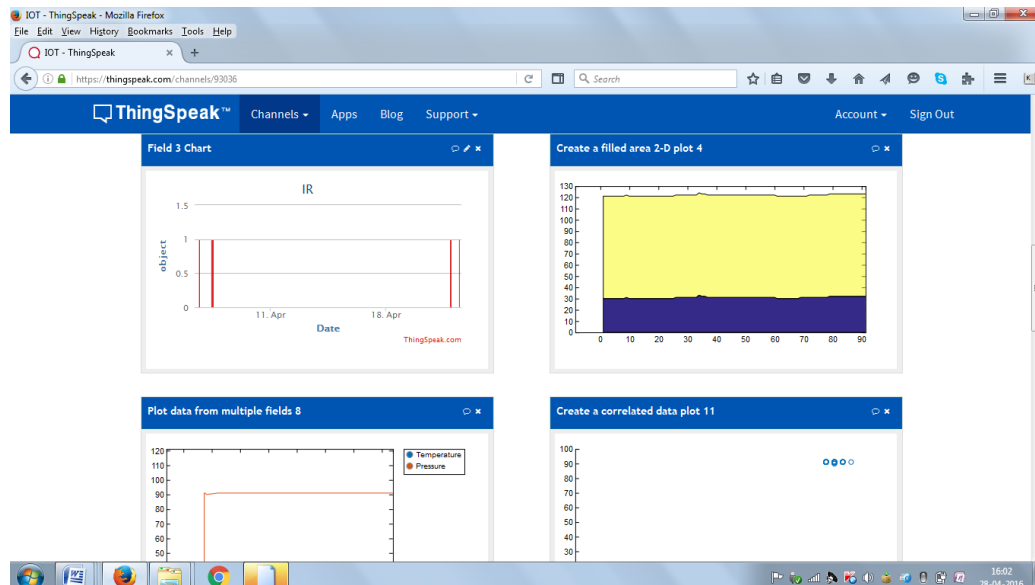 IOT - ThingSpeak - Mozilla Firefox
File Edit View History Bookmarks Tools Help
IOT - ThingSpeak × +
https://thingspeak.com/channels/93036
Search
ThingSpeak™ Channels Apps Blog Support Account Sign Out
Field 3 Chart
IR
1.5
1
0.5
0
object
11. Apr 18. Apr
Date
ThingSpeak.com
Create a filled area 2-D plot 4
130
120
110
100
90
80
70
60
50
40
30
20
10
0
0 10 20 30 40 50 60 70 80 90
Plot data from multiple fields 8
120
110
100
90
80
70
60
50
Temperature
Pressure
Create a correlated data plot 11
100
90
80
70
60
50
40
30
16:02
28-04-2016